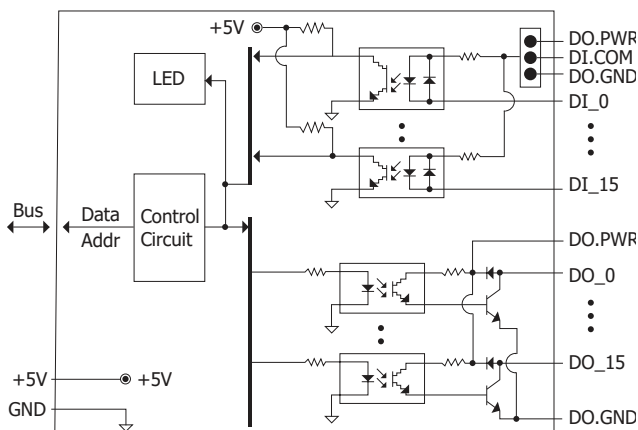 +5V
DO.PWR
DI.COM
DO.GND
LED
DI_0
DI_15
Bus
Data
Addr
Control
Circuit
DO.PWR
DO_0
DO_15
+5V
+5V
GND
DO.GND